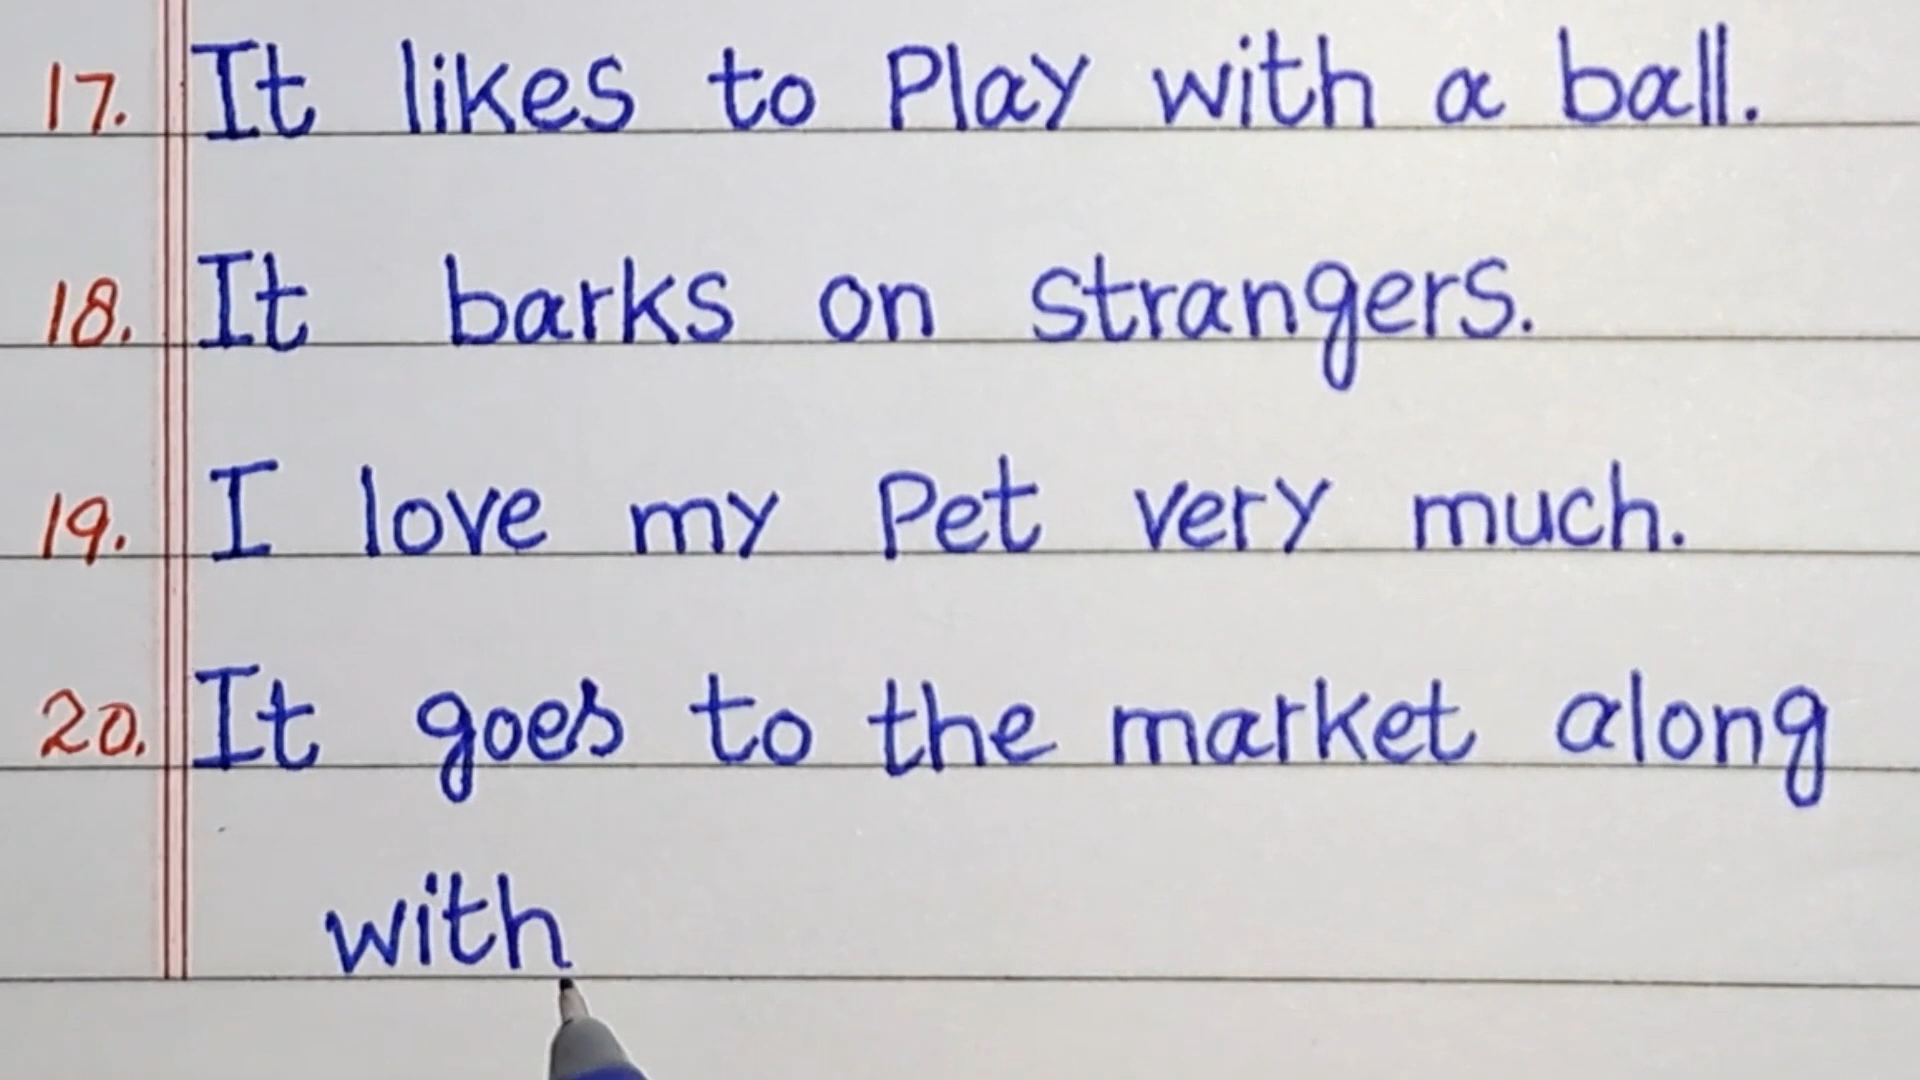 17. It likes to Play with a ball.
18. It barks on strangers.
19. I love my Pet very much.
20. It goes to the market along
with